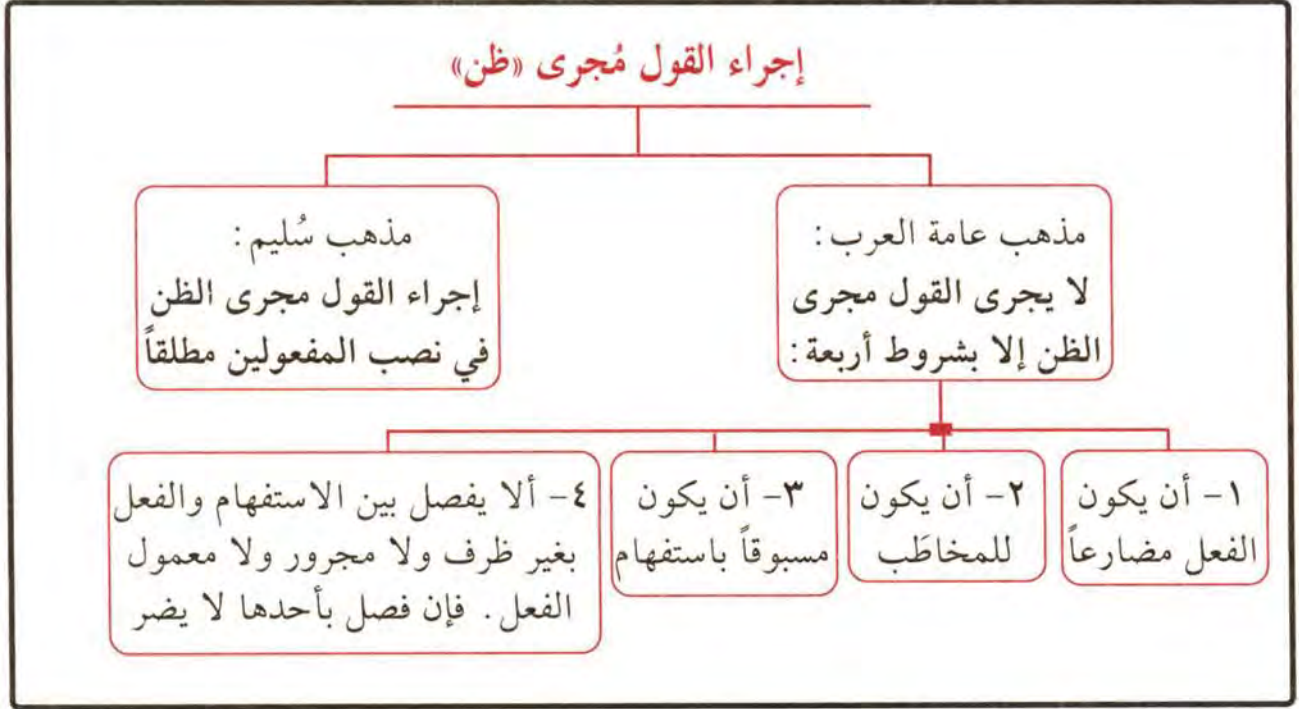 إجراء القول مُجرى «ظن»
مذهب عامة العرب:
لا يجرى القول مجرى
الظن إلا بشروط أربعة:
مذهب سُليم:
إجراء القول مجرى الظن
في نصب المفعولين مطلقاً
١- أن يكون
الفعل مضارعاً
٢- أن يكون
للمخاطَب
٣- أن يكون
مسبوقاً باستفهام
٤- ألا يفصل بين الاستفهام والفعل
بغير ظرف ولا مجرور ولا معمول
الفعل. فإن فصل بأحدها لا يضر